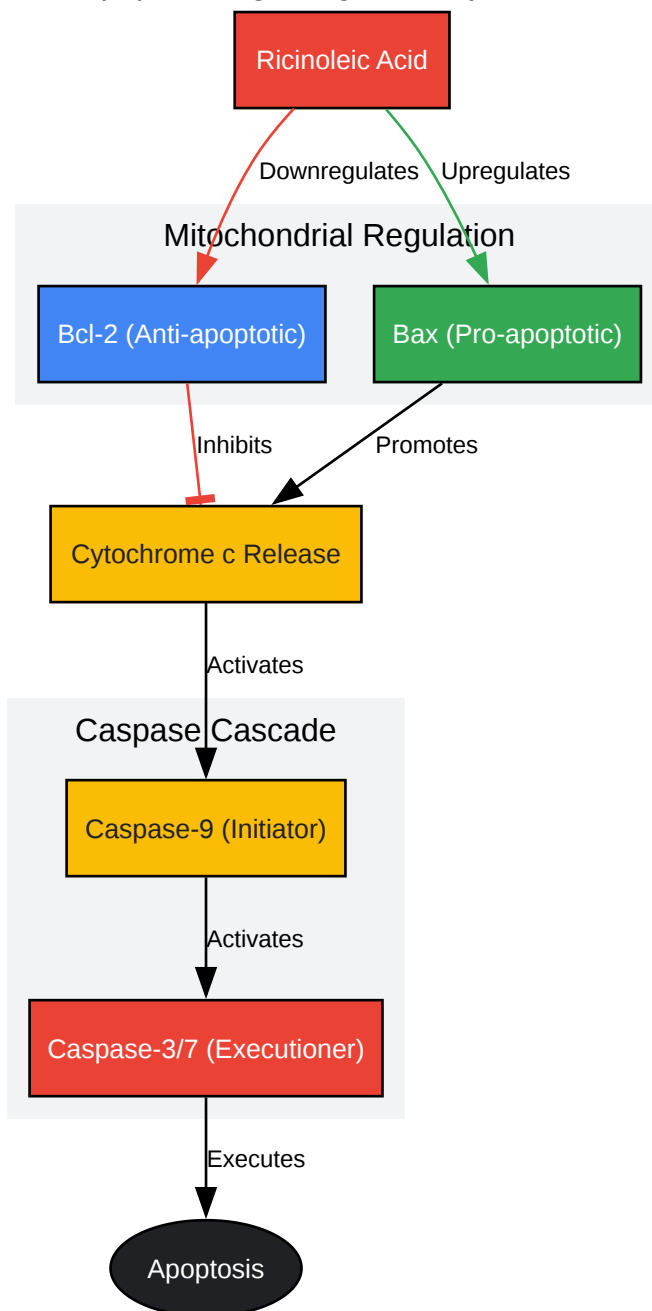 Ricinoleic Acid
Downregulates
Upregulates
Mitochondrial Regulation
Bcl-2 (Anti-apoptotic)
Bax (Pro-apoptotic)
Inhibits
Promotes
Cytochrome c Release
Activates
Caspase Cascade
Caspase-9 (Initiator)
Activates
Caspase-3/7 (Executioner)
Executes
Apoptosis